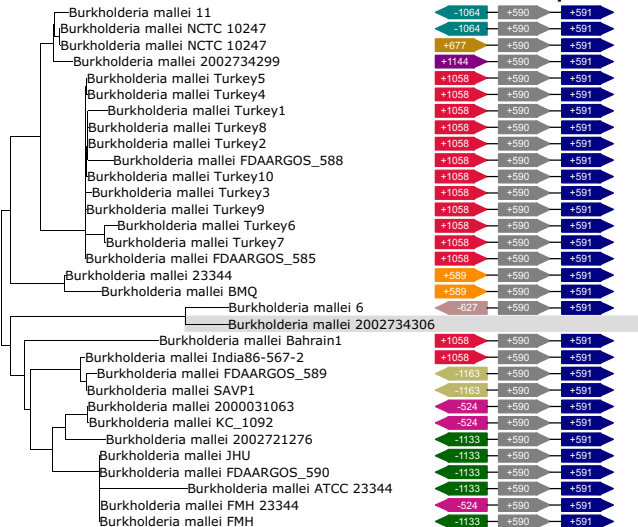 Burkholderia mallei 11 -1064 +590 +591
Burkholderia mallei NCTC 10247 -1064 +590 +591
Burkholderia mallei NCTC 10247 +677 +590 +591
Burkholderia mallei 2002734299 +1144 +590 +591
Burkholderia mallei Turkey5 +1058 +590 +591
Burkholderia mallei Turkey4 +1058 +590 +591
Burkholderia mallei Turkey1 +1058 +590 +591
Burkholderia mallei Turkey8 +1058 +590 +591
Burkholderia mallei Turkey2 +1058 +590 +591
Burkholderia mallei FDAARGOS_588 +1058 +590 +591
Burkholderia mallei Turkey10 +1058 +590 +591
Burkholderia mallei Turkey3 +1058 +590 +591
Burkholderia mallei Turkey9 +1058 +590 +591
Burkholderia mallei Turkey6 +1058 +590 +591
Burkholderia mallei Turkey7 +1058 +590 +591
Burkholderia mallei FDAARGOS_585 +1058 +590 +591
Burkholderia mallei 23344 +589 +590 +591
Burkholderia mallei BMQ +589 +590 +591
Burkholderia mallei 6 -627 +590 +591
Burkholderia mallei 2002734306
Burkholderia mallei Bahrain1 +1058 +590 +591
Burkholderia mallei India86-567-2 +1058 +590 +591
Burkholderia mallei FDAARGOS_589 -1163 +590 +591
Burkholderia mallei SAVP1 -1163 +590 +591
Burkholderia mallei 2000031063 -524 +590 +591
Burkholderia mallei KC_1092 -524 +590 +591
Burkholderia mallei 2002721276 -1133 +590 +591
Burkholderia mallei JHU -1133 +590 +591
Burkholderia mallei FDAARGOS_590 -1133 +590 +591
Burkholderia mallei ATCC 23344 -1133 +590 +591
Burkholderia mallei FMH 23344 -524 +590 +591
Burkholderia mallei FMH -1133 +590 +591